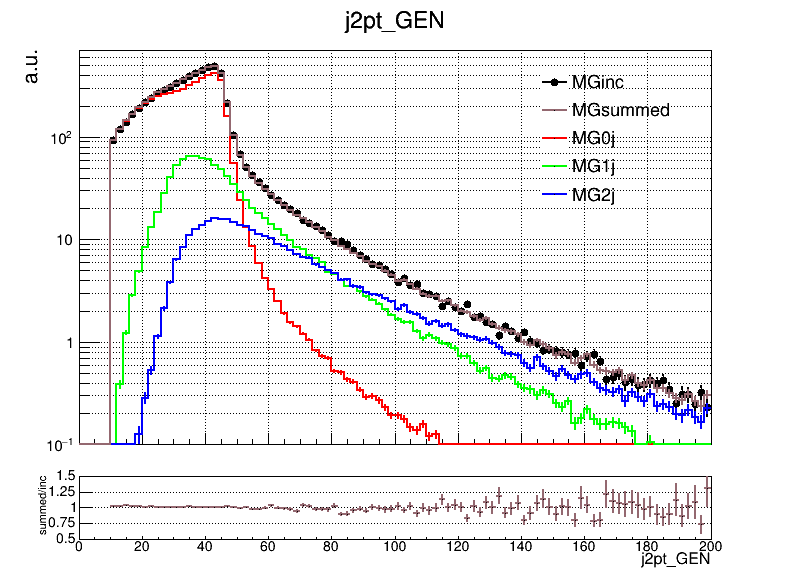 j2pt_GEN
a.u.
MGinc
MGsummed
MG0j
MG1j
MG2j
10²
10
1
10⁻¹
summed/inc
1.5
1.25
1
0.75
0.5
0 20 40 60 80 100 120 140 160 180 200
j2pt_GEN